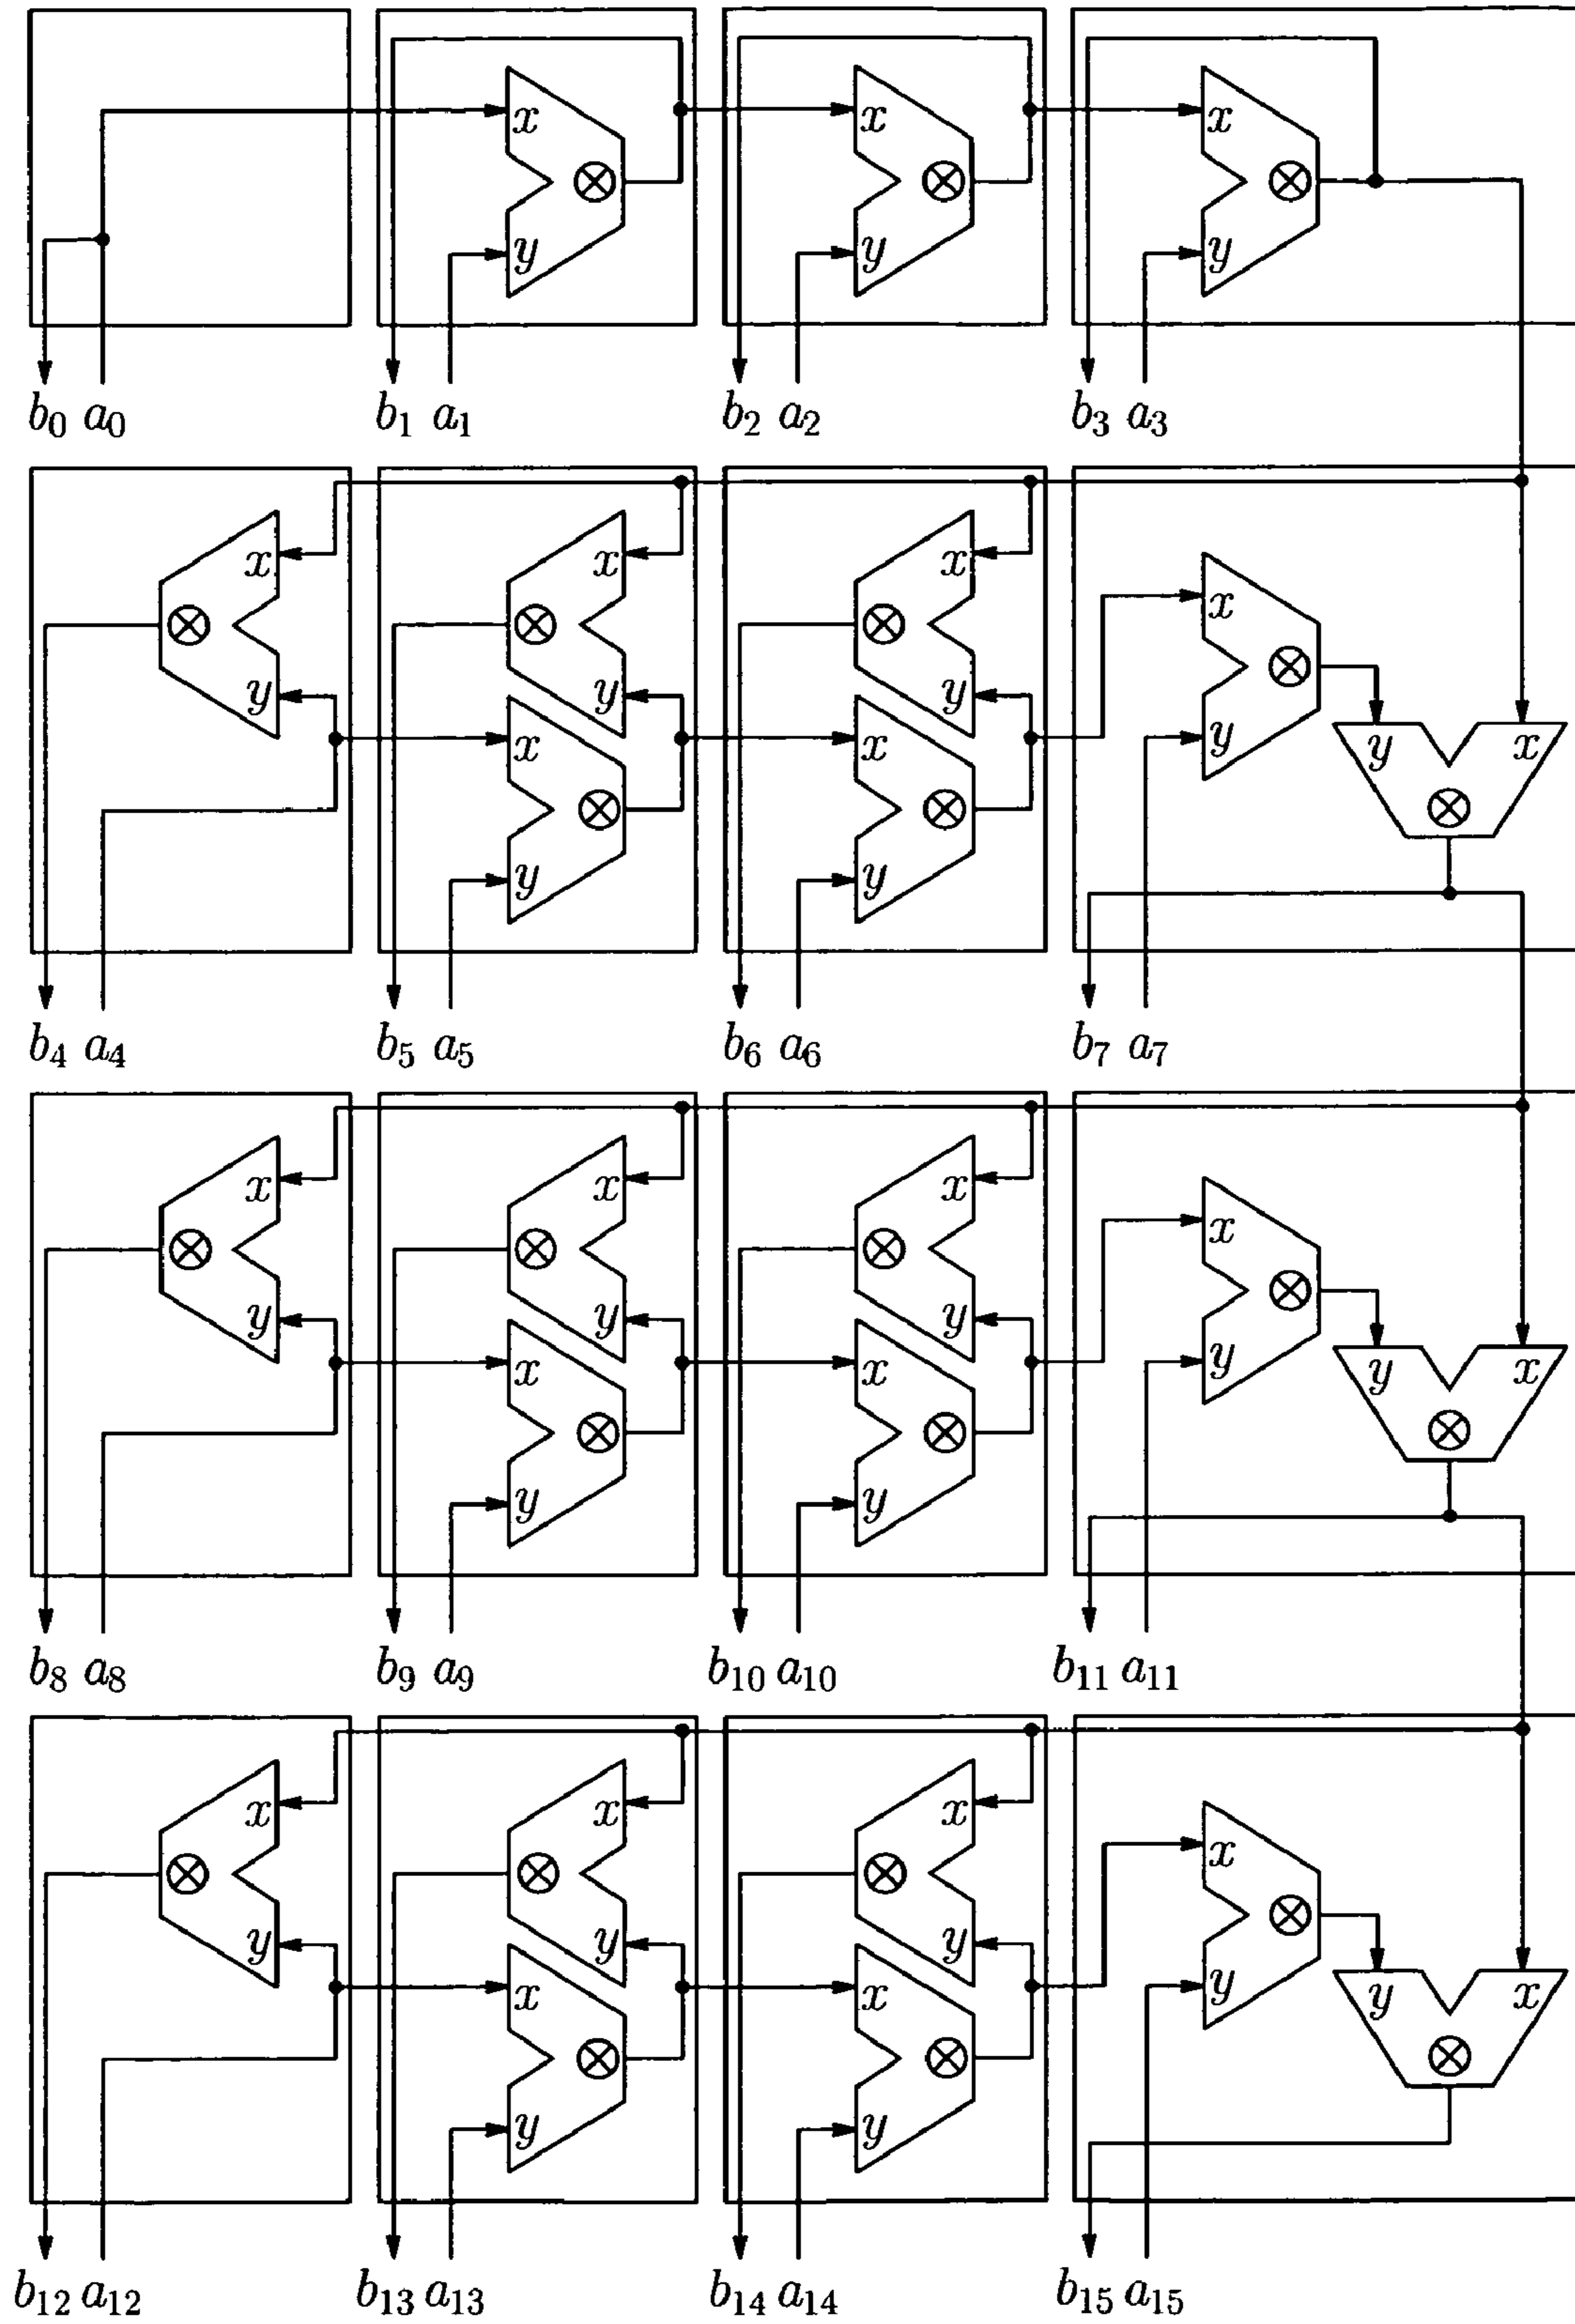 x x x
y y y
b₀ a₀ b₁ a₁ b₂ a₂ b₃ a₃
x x x
x
y y y
x x y y x
y y
b₄ a₄ b₅ a₅ b₆ a₆ b₇ a₇
x x x
x
y y y
x x y y x
y y
b₈ a₈ b₉ a₉ b₁₀ a₁₀ b₁₁ a₁₁
x x x
x
y y y
x x y y x
y y
b₁₂ a₁₂ b₁₃ a₁₃ b₁₄ a₁₄ b₁₅ a₁₅